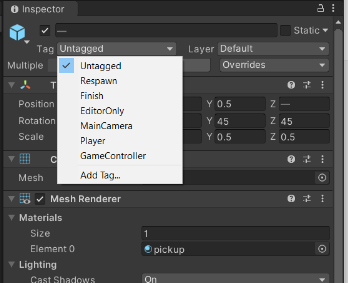 Inspector
— Static
Tag Untagged Layer Default
Multiple Overrides
Untagged
Respawn
Finish
EditorOnly
MainCamera
Player
GameController
Add Tag...
T
Position Y 0.5 Z —
Rotation Y 45 Z 45
Scale Y 0.5 Z 0.5
C
Mesh
Mesh Renderer
Materials
Size 1
Element 0 pickup
Lighting
Cast Shadows On